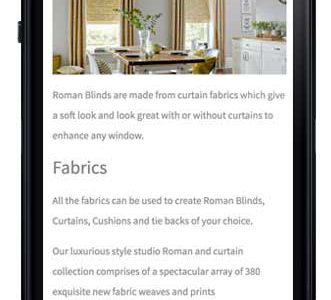 Roman Blinds are made from curtain fabrics which give
a soft look and look great with or without curtains to
enhance any window.
Fabrics
All the fabrics can be used to create Roman Blinds,
Curtains, Cushions and tie backs of your choice.
Our luxurious style studio Roman and curtain
collection comprises of a spectacular array of 380
exquisite new fabric weaves and prints